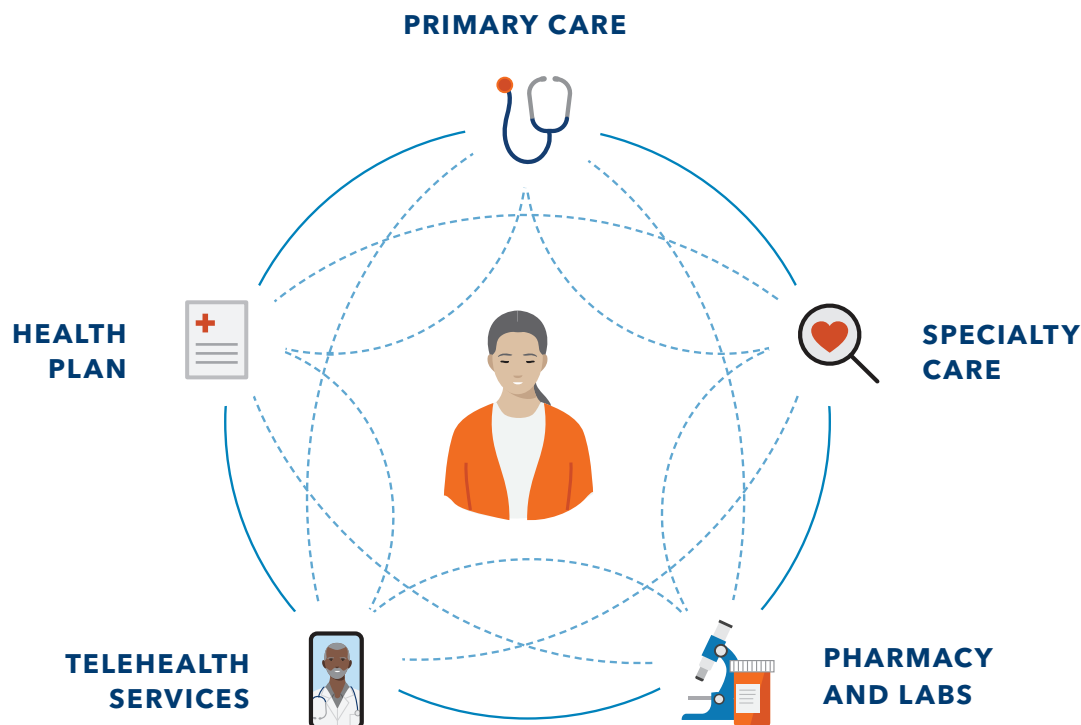 PRIMARY CARE
HEALTH
PLAN
SPECIALTY
CARE
TELEHEALTH
SERVICES
PHARMACY
AND LABS